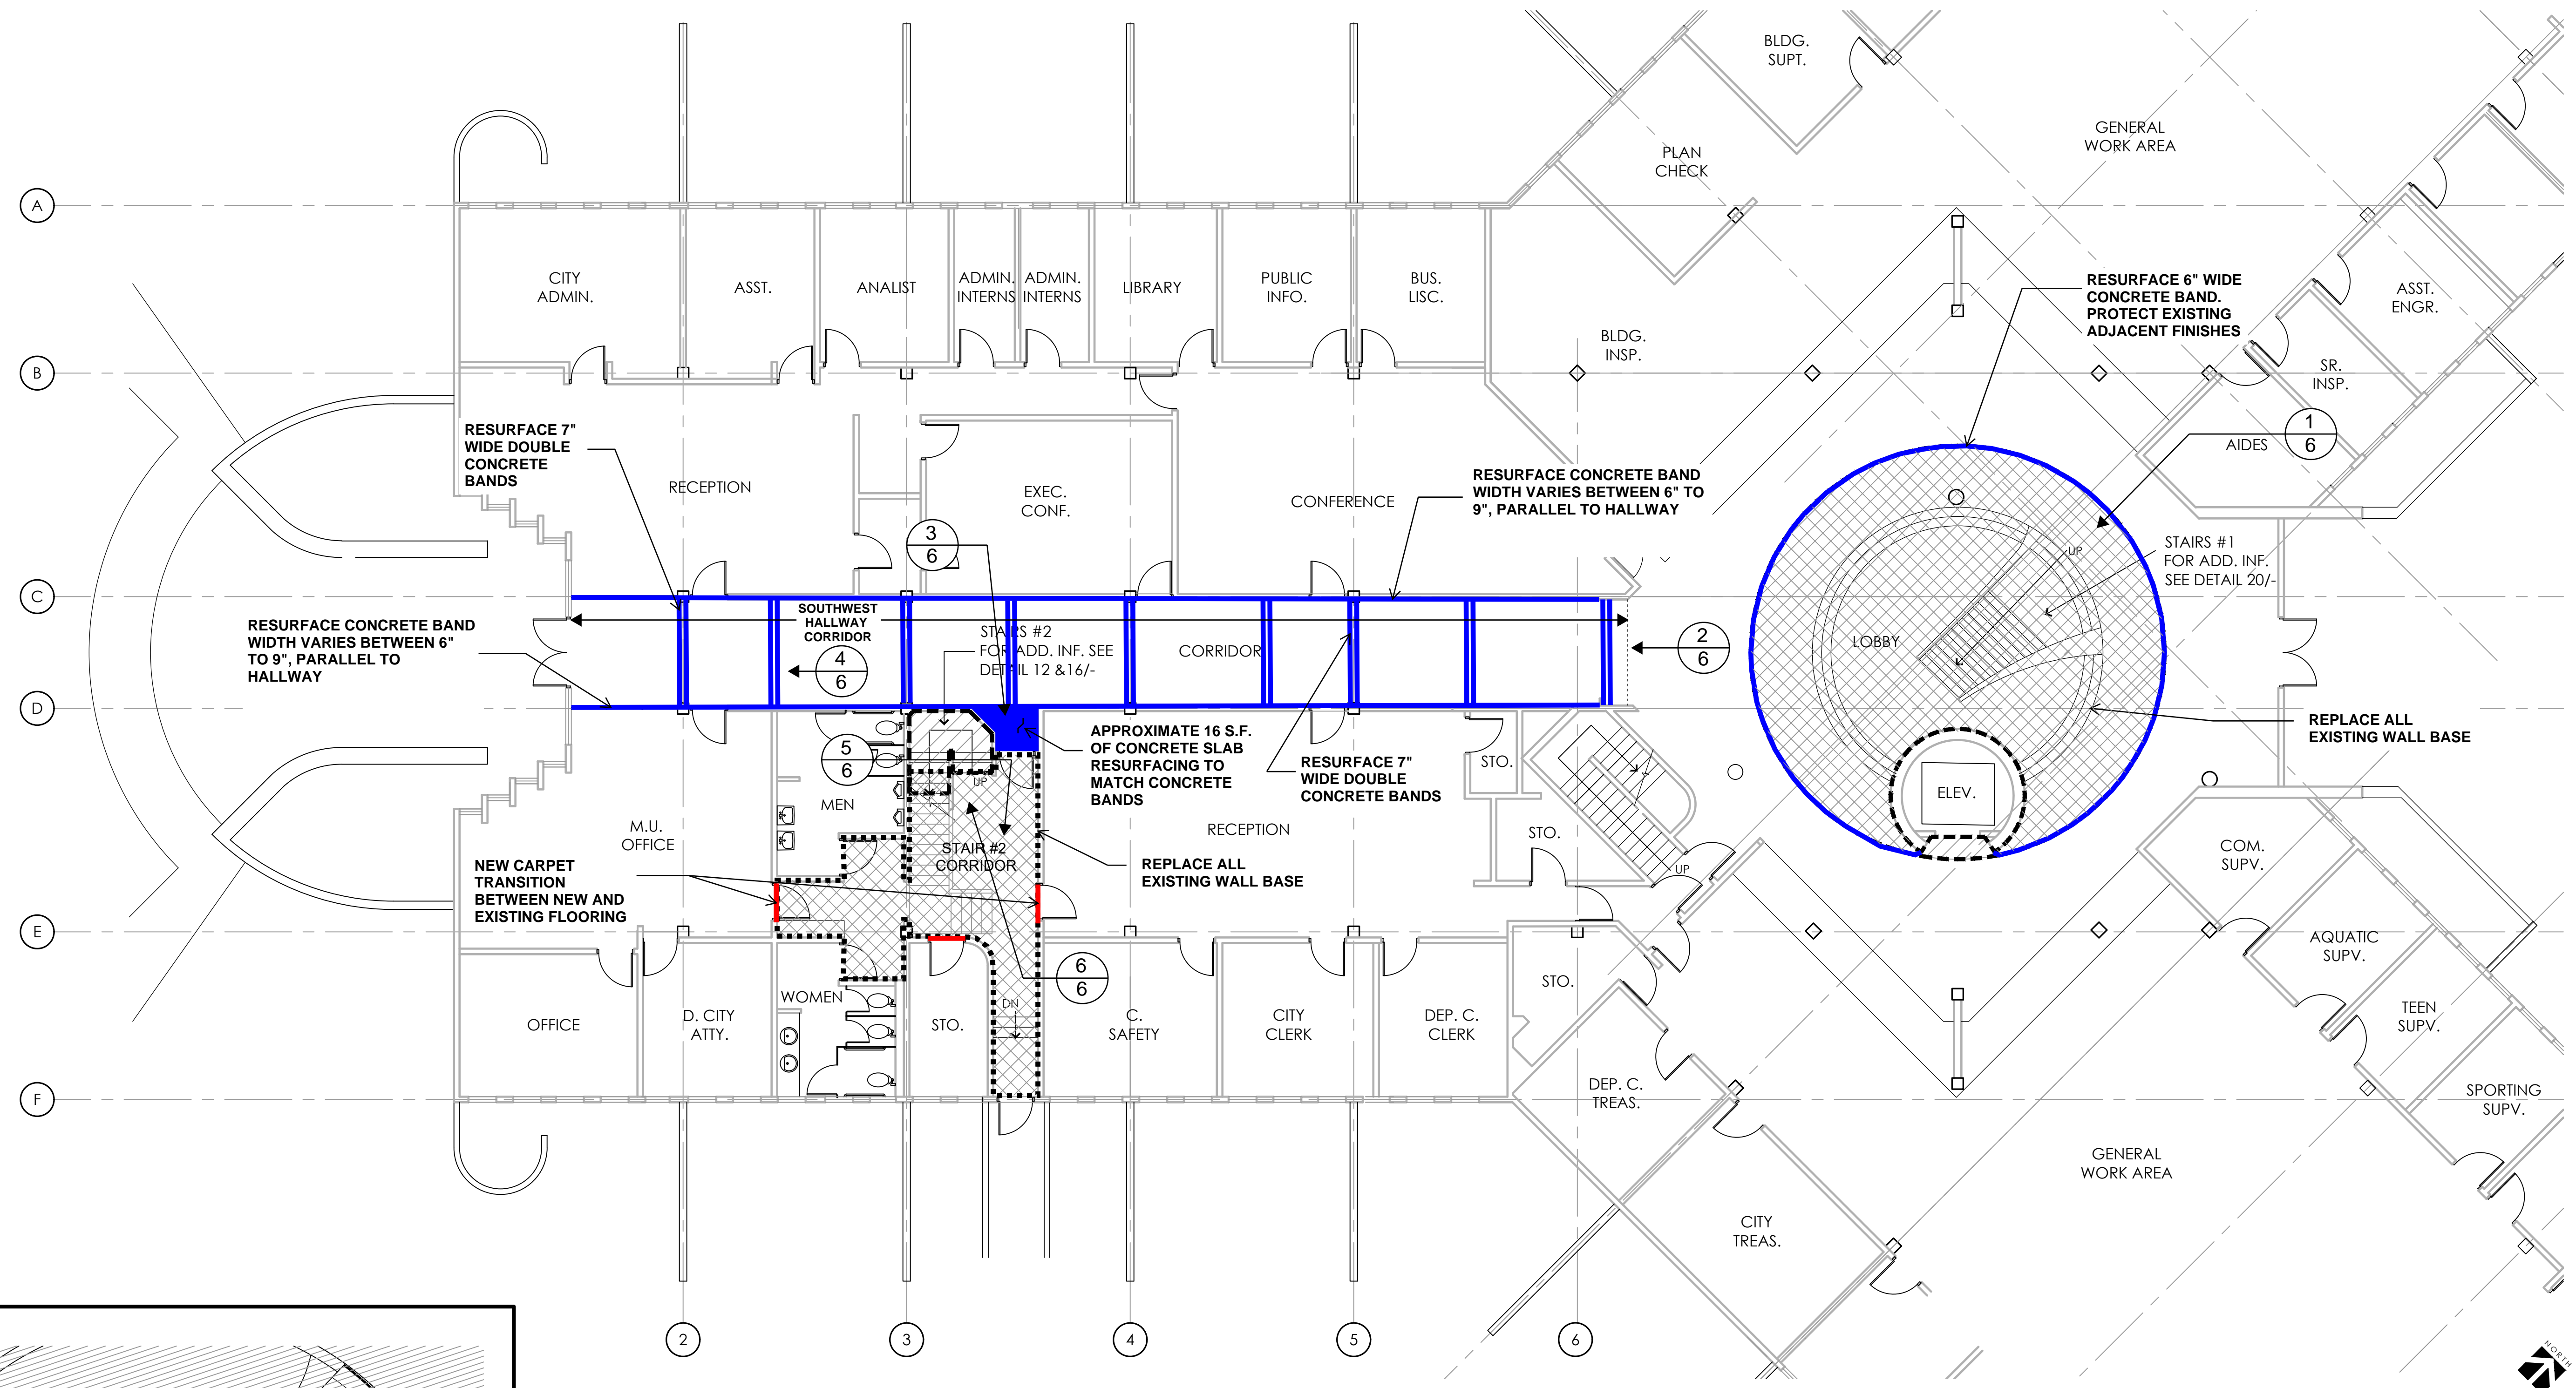 BLDG.
SUPT.
GENERAL
WORK AREA
PLAN
CHECK
A
CITY
ADMIN.
ASST.
ANALIST
ADMIN.
INTERNS
ADMIN.
INTERNS
LIBRARY
PUBLIC
INFO.
BUS.
LISC.
BLDG.
INSP.
RESURFACE 6" WIDE
CONCRETE BAND.
PROTECT EXISTING
ADJACENT FINISHES
ASST.
ENGR.
SR.
INSP.
B
RESURFACE 7"
WIDE DOUBLE
CONCRETE
BANDS
RECEPTION
EXEC.
CONF.
CONFERENCE
RESURFACE CONCRETE BAND
WIDTH VARIES BETWEEN 6" TO
9", PARALLEL TO HALLWAY
AIDES
1
6
3
6
UP
STAIRS #1
FOR ADD. INF.
SEE DETAIL 20/-
C
RESURFACE CONCRETE BAND
WIDTH VARIES BETWEEN 6"
TO 9", PARALLEL TO
HALLWAY
SOUTHWEST
HALLWAY
CORRIDOR
4
6
STAIRS #2
FOR ADD. INF. SEE
DETAIL 12 &16/-
CORRIDOR
2
6
LOBBY
D
5
6
UP
APPROXIMATE 16 S.F.
OF CONCRETE SLAB
RESURFACING TO
MATCH CONCRETE
BANDS
RESURFACE 7"
WIDE DOUBLE
CONCRETE BANDS
STO.
REPLACE ALL
EXISTING WALL BASE
ELEV.
MEN
M.U.
OFFICE
STAIR #2
CORRIDOR
RECEPTION
STO.
UP
COM.
SUPV.
NEW CARPET
TRANSITION
BETWEEN NEW AND
EXISTING FLOORING
REPLACE ALL
EXISTING WALL BASE
E
6
6
AQUATIC
SUPV.
WOMEN
DN
STO.
OFFICE
D. CITY
ATTY.
STO.
C.
SAFETY
CITY
CLERK
DEP. C.
CLERK
TEEN
SUPV.
F
DEP. C.
TREAS.
SPORTING
SUPV.
GENERAL
WORK AREA
CITY
TREAS.
2
3
4
5
6
NORTH